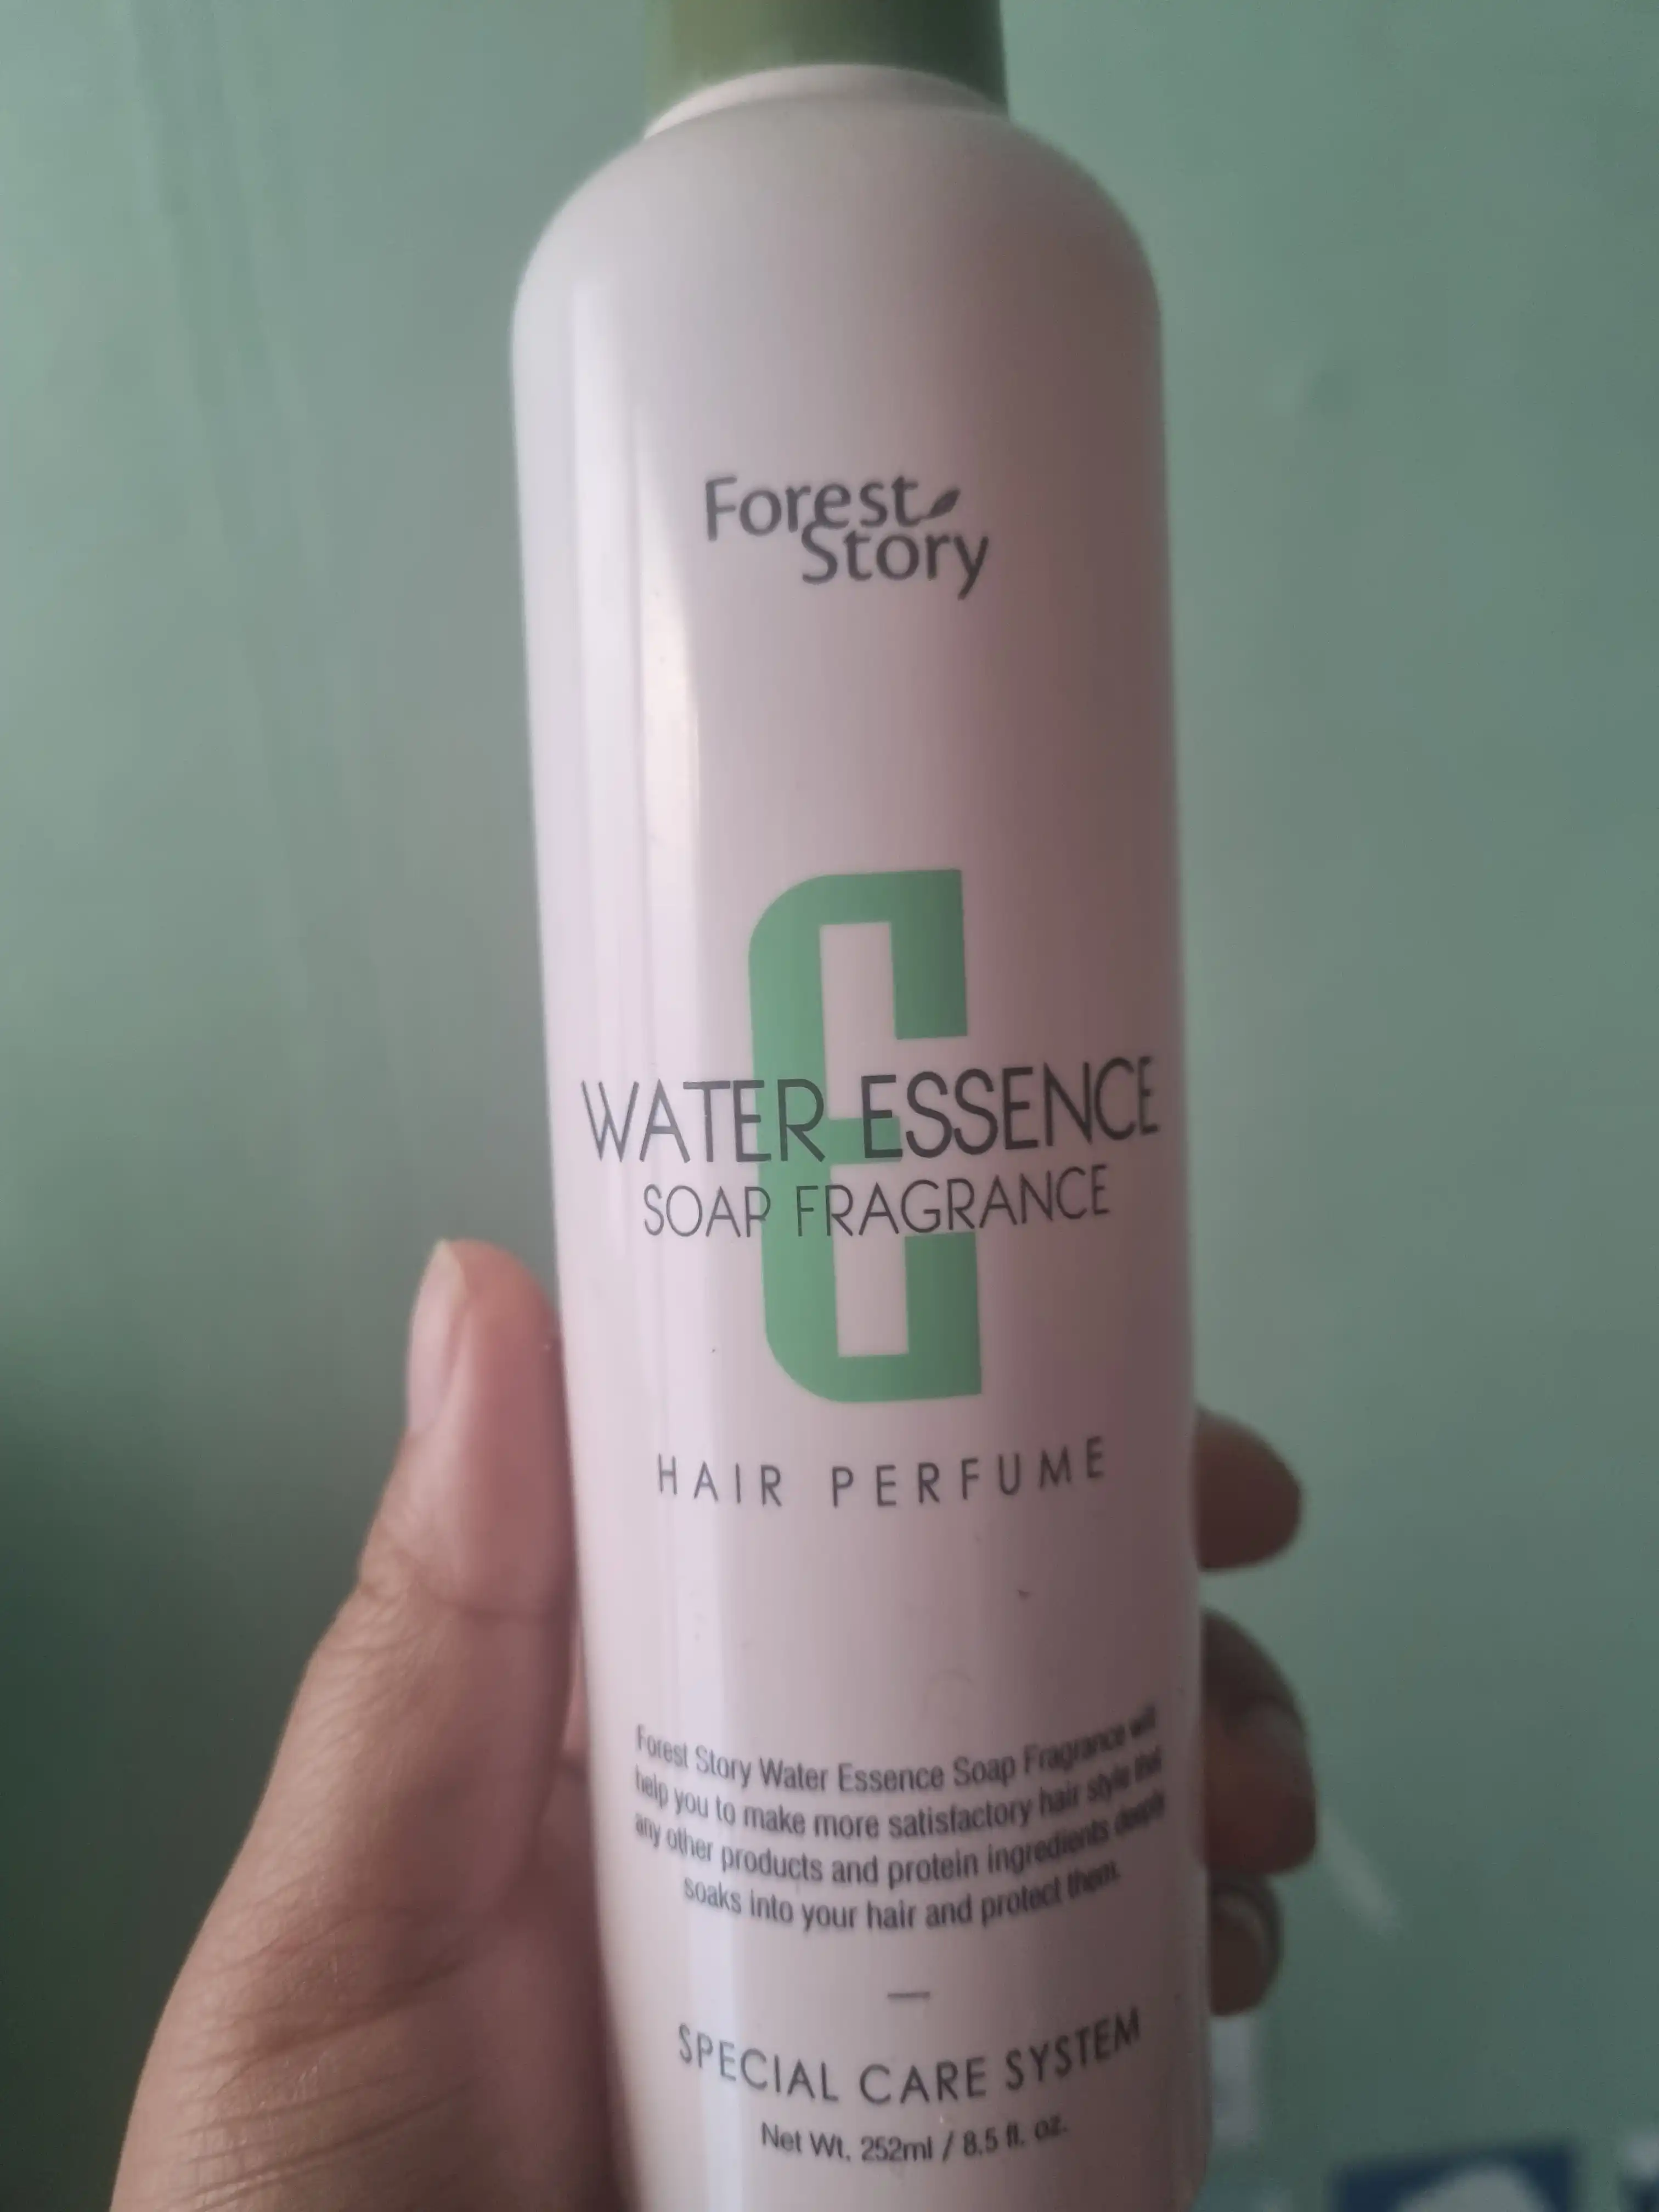 Forest
Story
WATER ESSENCE
SOAP FRAGRANCE
HAIR PERFUME
Forest Story Water Essence Soap Fragrance will
help you to make more satisfactory hair style that
any other products and protein ingredients deeply
soaks into your hair and protect them.
SPECIAL CARE SYSTEM
Net Wt. 252ml / 8.5 fl. oz.